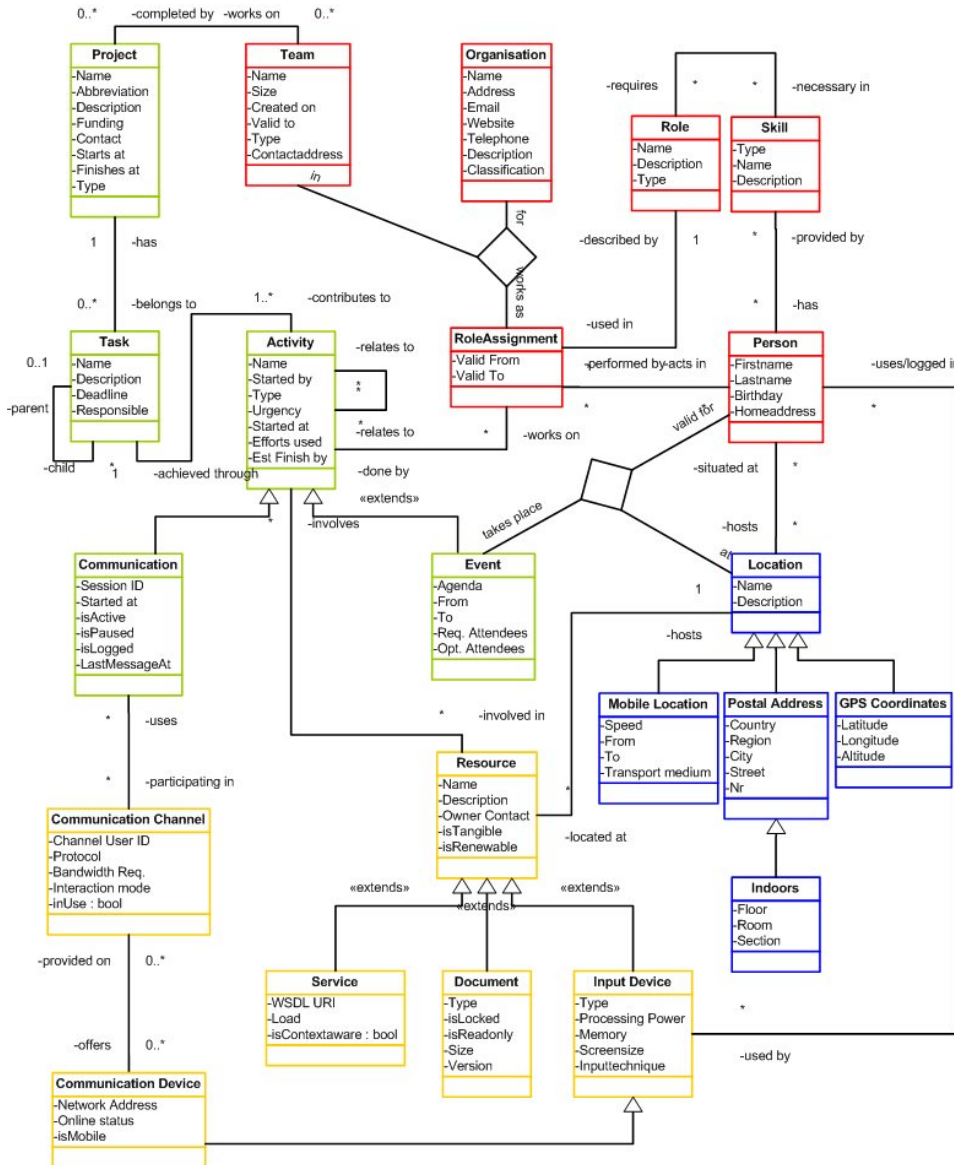 0..*
-completed by
-works on
0..*
Project
-Name
-Abbreviation
-Description
-Funding
-Contact
-Starts at
-Finishes at
-Type
Team
-Name
-Size
-Created on
-Valid to
-Type
-Contactaddress
in
Organisation
-Name
-Address
-Email
-Website
-Telephone
-Description
-Classification
for
works as
-requires
*
*
-necessary in
Role
-Name
-Description
-Type
Skill
-Type
-Name
-Description
1
-has
-described by
1
*
-provided by
0..*
-belongs to
1..*
-contributes to
-used in
*
-has
Task
-Name
-Description
-Deadline
-Responsible
0..1
-parent
-child
*
1
-achieved through
Activity
-Name
-Started by
-Type
-Urgency
-Started at
-Efforts used
-Est Finish by
-relates to
*
*
*
-relates to
-done by
RoleAssignment
-Valid From
-Valid To
-performed by
-acts in
*
*
-works on
Person
-Firstname
-Lastname
-Birthday
-Homeaddress
-uses/logged in
*
valid for
takes place
at
-situated at
*
-hosts
*
«extends»
*
-involves
Communication
-Session ID
-Started at
-isActive
-isPaused
-isLogged
-LastMessageAt
Event
-Agenda
-From
-To
-Req. Attendees
-Opt. Attendees
Location
-Name
-Description
1
-hosts
Mobile Location
-Speed
-From
-To
-Transport medium
Postal Address
-Country
-Region
-City
-Street
-Nr
GPS Coordinates
-Latitude
-Longitude
-Altitude
*
-uses
*
-involved in
*
-participating in
Resource
-Name
-Description
-Owner Contact
-isTangible
-isRenewable
*
-located at
Communication Channel
-Channel User ID
-Protocol
-Bandwidth Req.
-Interaction mode
-inUse : bool
Indoors
-Floor
-Room
-Section
«extends»
«extends»
«extends»
-provided on
0..*
Service
-WSDL URI
-Load
-isContextaware : bool
Document
-Type
-isLocked
-isReadonly
-Size
-Version
Input Device
-Type
-Processing Power
-Memory
-Screensize
-Inputtechnique
*
-used by
-offers
0..*
Communication Device
-Network Address
-Online status
-isMobile